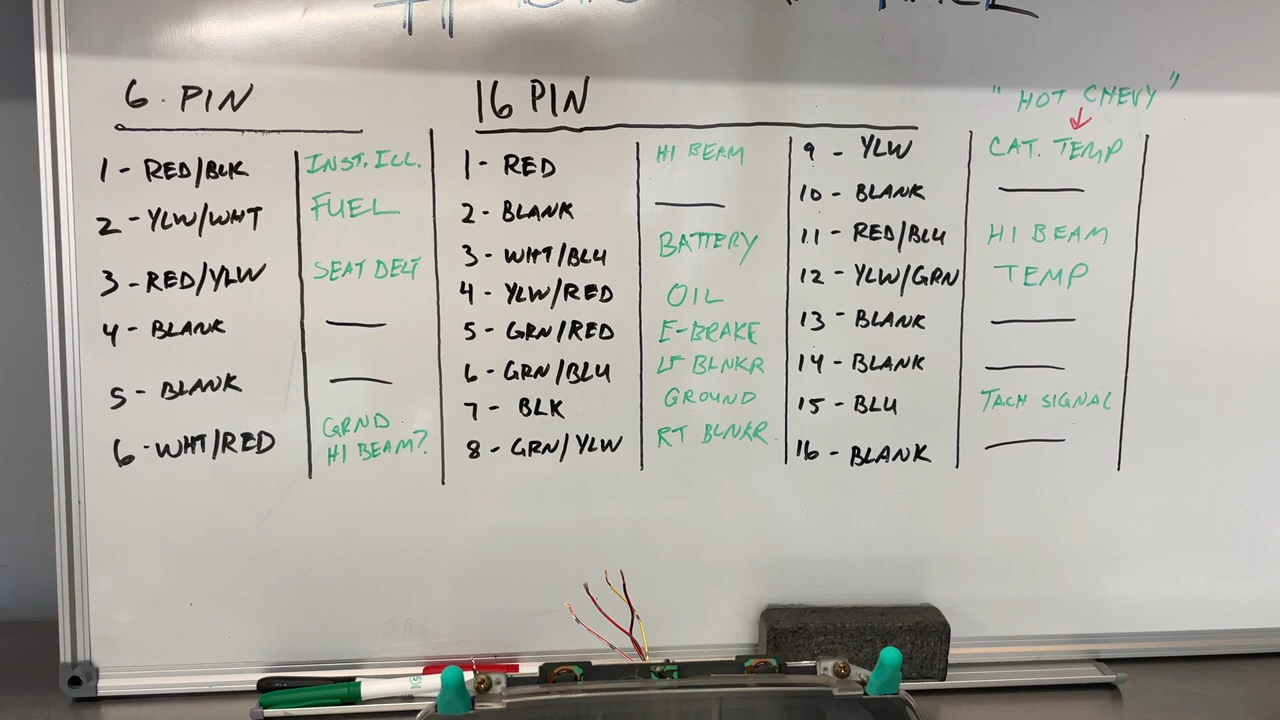 6 PIN
1 - RED/BLK INST. ILL.
2 - YLW/WHT FUEL
3 - RED/YLW SEAT BELT
4 - BLANK —
5 - BLANK —
6 - WHT/RED GRND HI BEAM?
16 PIN
1 - RED HI BEAM
2 - BLANK —
3 - WHT/BLU BATTERY
4 - YLW/RED OIL
5 - GRN/RED E-BRAKE
6 - GRN/BLU LF BLNKR
7 - BLK GROUND
8 - GRN/YLW RT BLNKR
"HOT CHEVY"
9 - YLW CAT. TEMP
10 - BLANK —
11 - RED/BLU HI BEAM
12 - YLW/GRN TEMP
13 - BLANK —
14 - BLANK —
15 - BLU TACH SIGNAL
16 - BLANK —